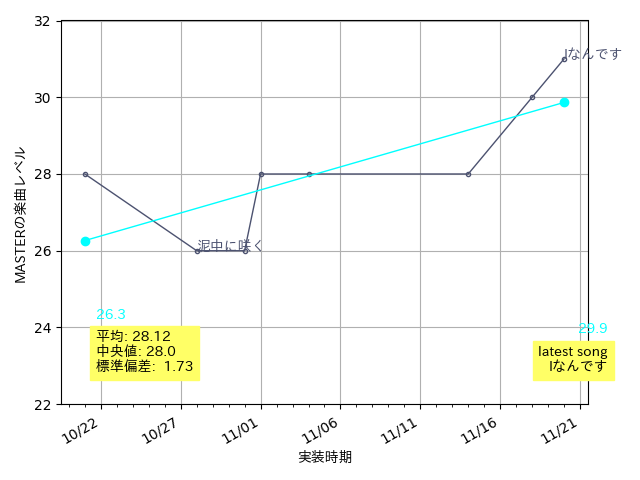 32
30
28
26
24
22
MASTERの楽曲レベル
Iなんです
泥中に咲く
26.3
29.9
平均: 28.12
中央値: 28.0
標準偏差: 1.73
latest song
Iなんです
10/22
10/27
11/01
11/06
11/11
11/16
11/21
実装時期